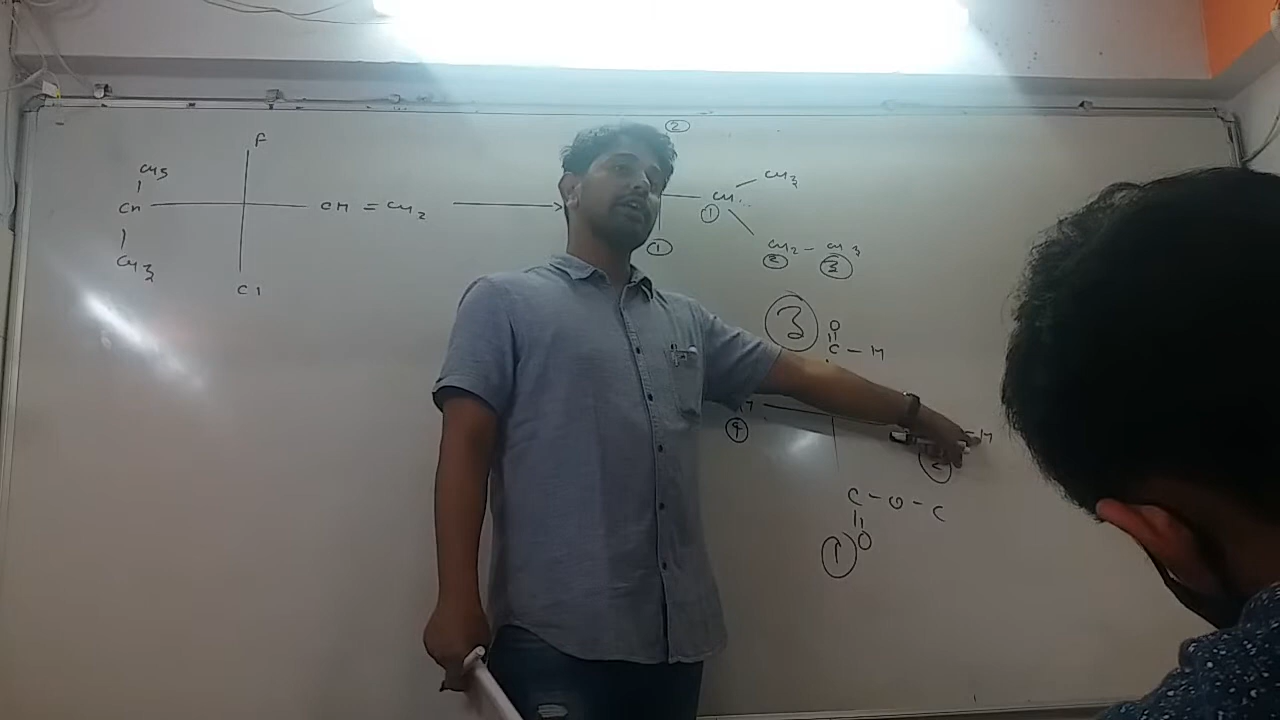 F
CH3
CH
CH = CH2
CH3
Cl
②
CH
CH3
①
①
CH2 - CH3
② ③
③
O
C - H
④
H
C - O - C
O
①